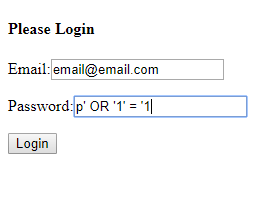 Please Login
Email: email@email.com
Password: p' OR '1' = '1
Login